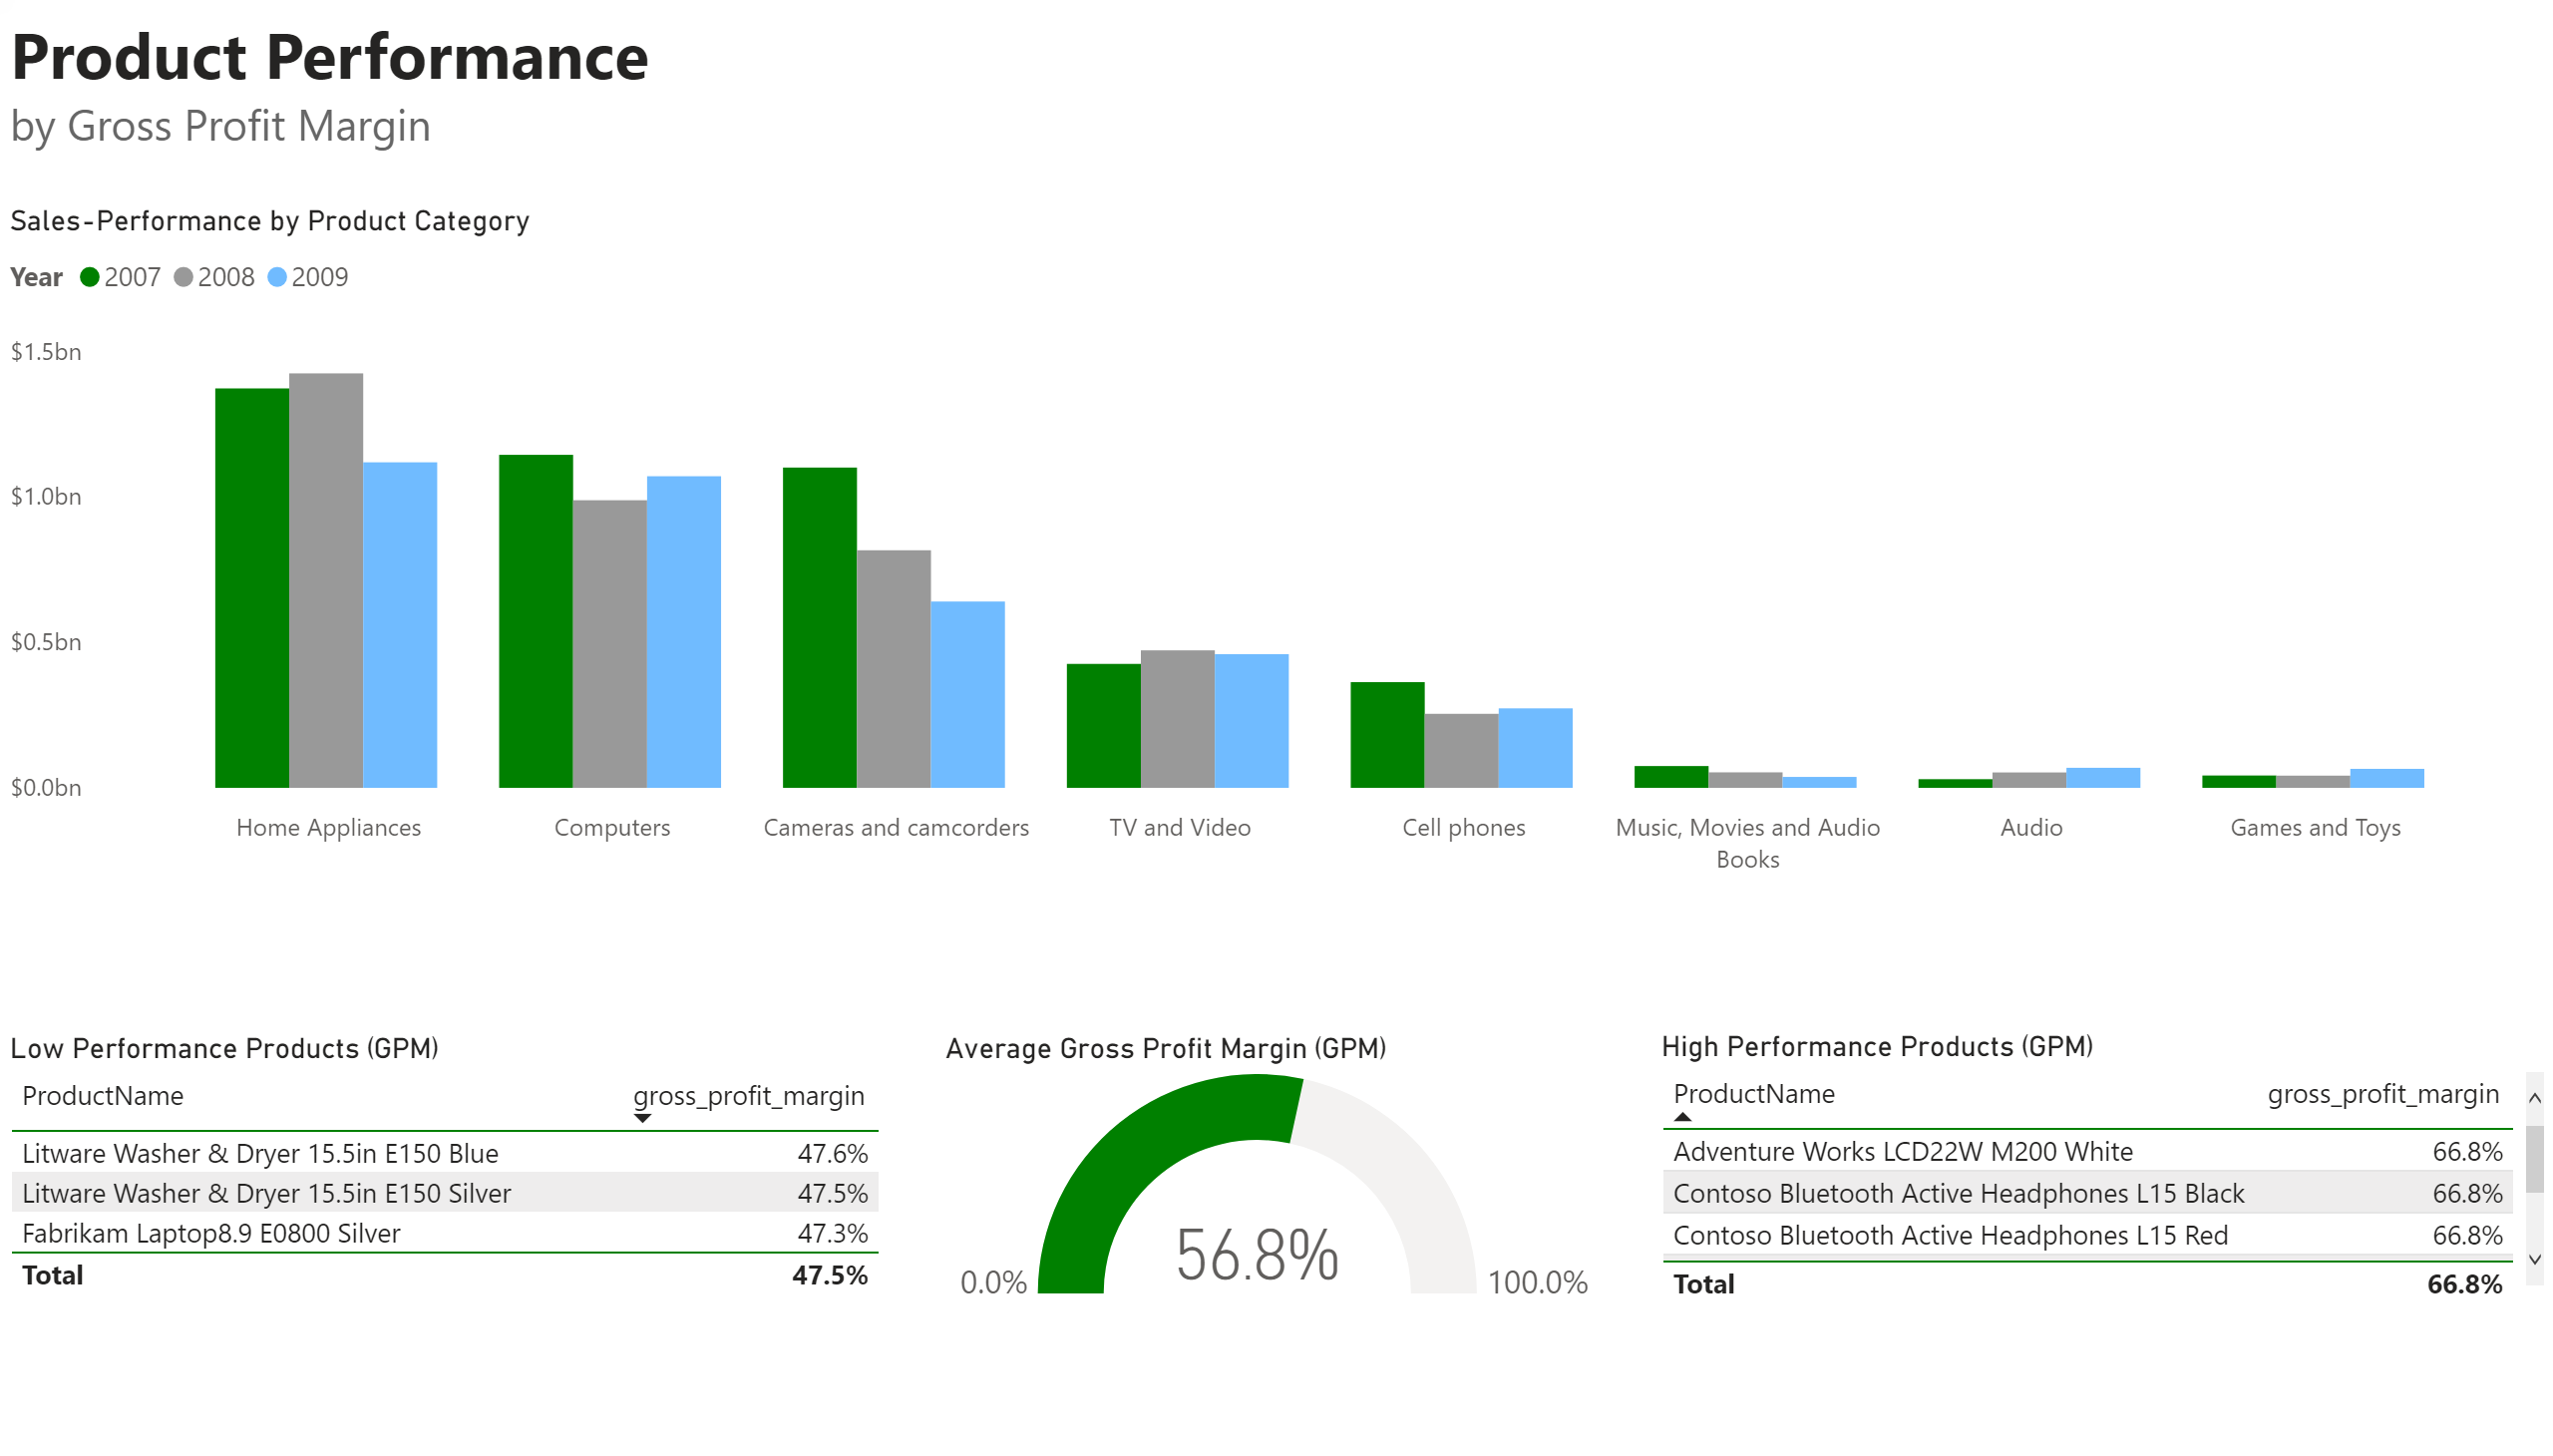 Product Performance
by Gross Profit Margin
Sales-Performance by Product Category
Year 2007 2008 2009
$1.5bn
$1.0bn
$0.5bn
$0.0bn
Home Appliances Computers Cameras and camcorders TV and Video Cell phones Music, Movies and Audio Audio Games and Toys
Books
Low Performance Products (GPM)
ProductName gross_profit_margin
Litware Washer & Dryer 15.5in E150 Blue 47.6%
Litware Washer & Dryer 15.5in E150 Silver 47.5%
Fabrikam Laptop8.9 E0800 Silver 47.3%
Total 47.5%
Average Gross Profit Margin (GPM)
56.8%
0.0% 100.0%
High Performance Products (GPM)
ProductName gross_profit_margin
Adventure Works LCD22W M200 White 66.8%
Contoso Bluetooth Active Headphones L15 Black 66.8%
Contoso Bluetooth Active Headphones L15 Red 66.8%
Total 66.8%